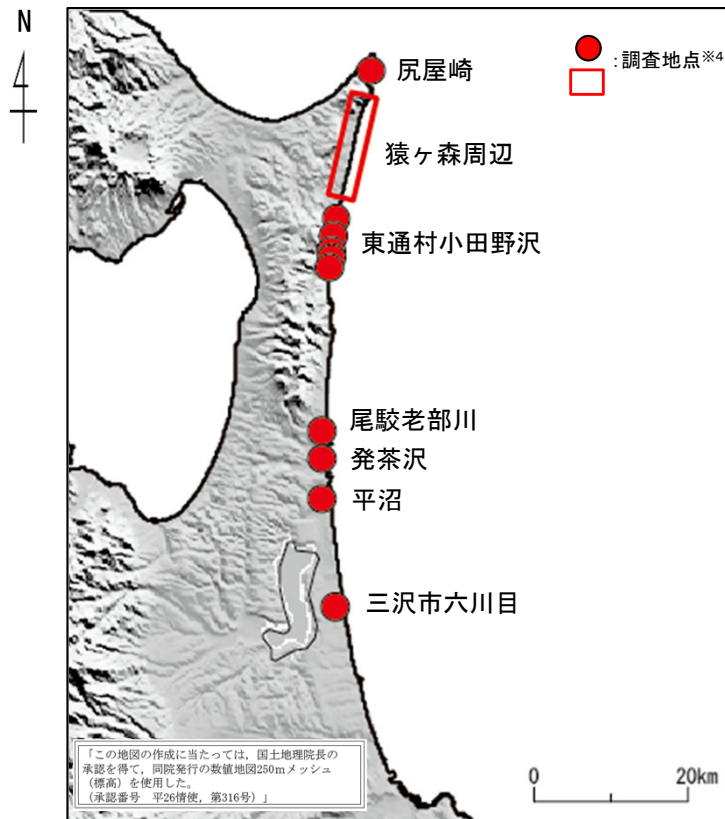 N
:調査地点※4
尻屋崎
猿ヶ森周辺
東通村小田野沢
尾駮老部川
発茶沢
平沼
三沢市六川目
「この地図の作成に当たっては，国土地理院長の
承認を得て，同院発行の数値地図250mメッシュ
（標高）を使用した。
（承認番号　平26情使，第316号）」
0 20km